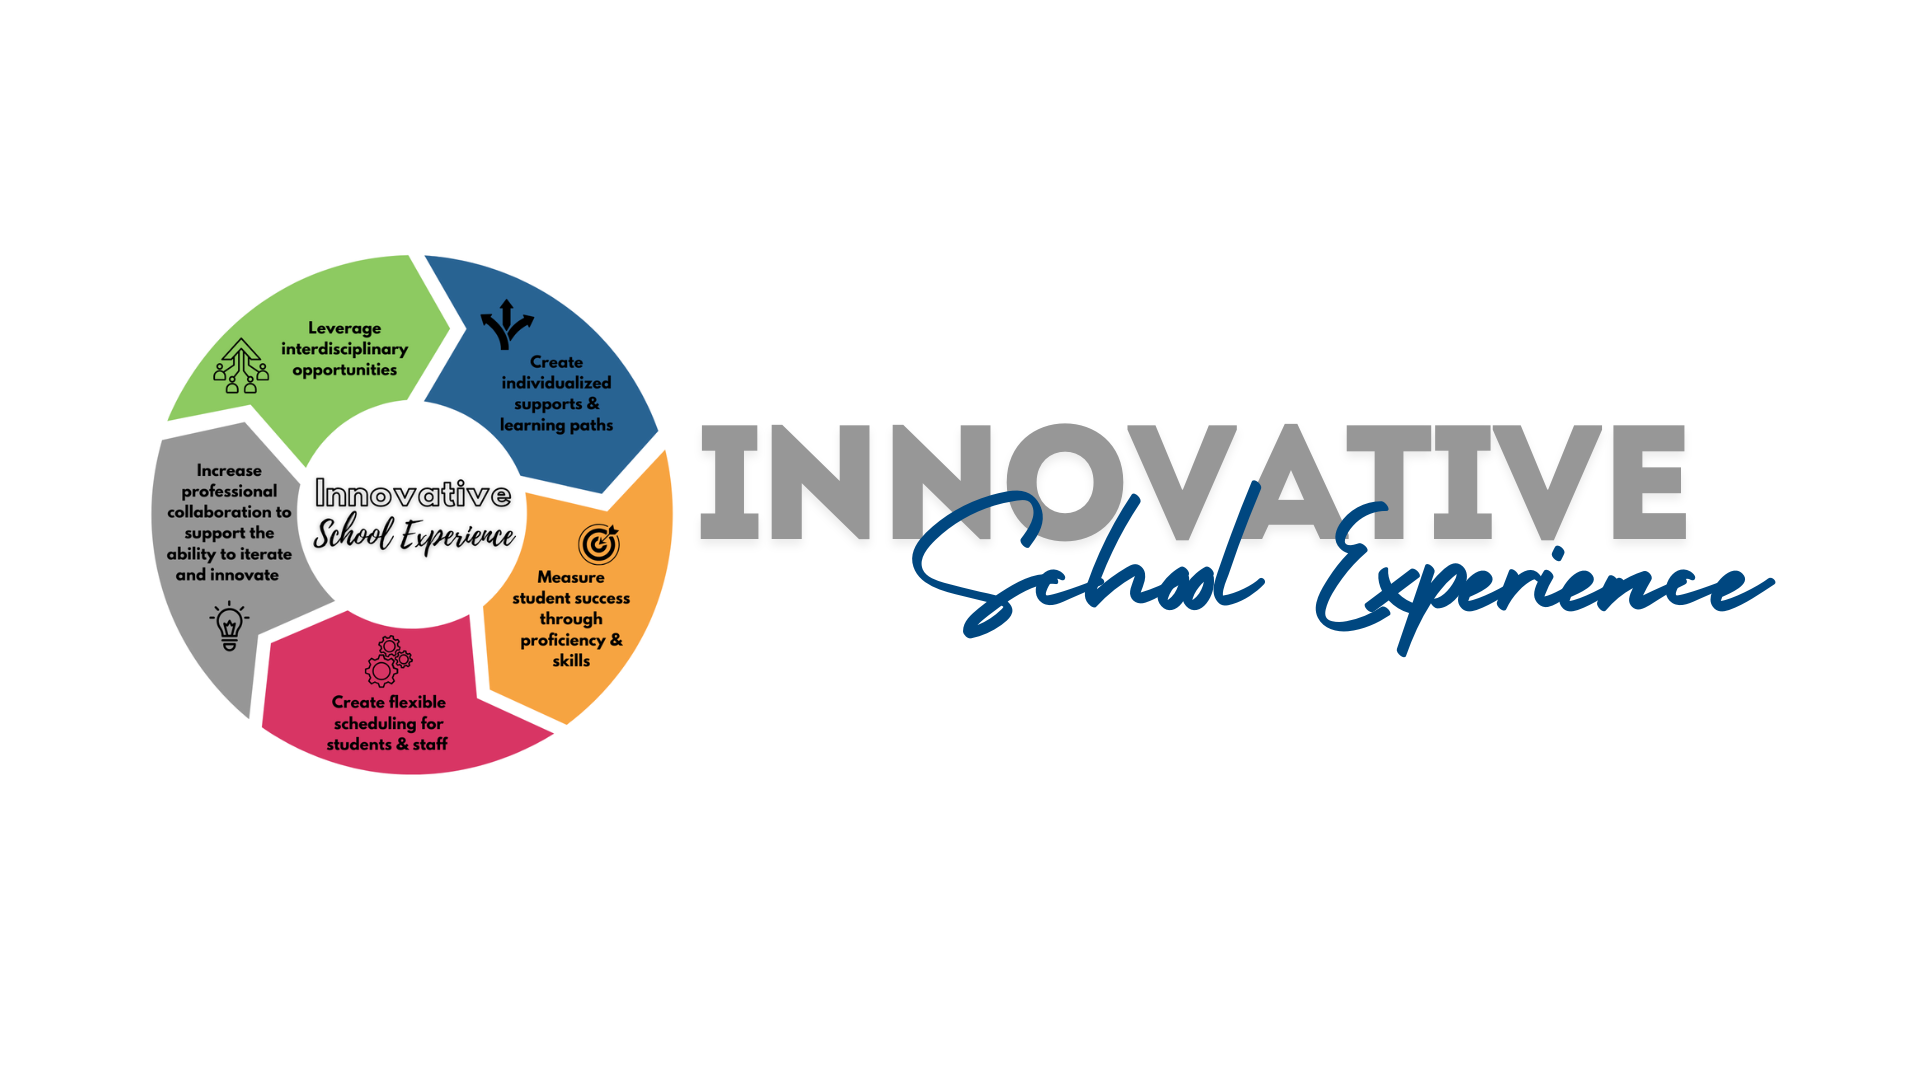 Leverage
interdisciplinary
opportunities
Create
individualized
supports &
learning paths
Measure
student success
through
proficiency &
skills
Create flexible
scheduling for
students & staff
Increase
professional
collaboration to
support the
ability to iterate
and innovate
Innovative
School Experience
INNOVATIVE
School Experience